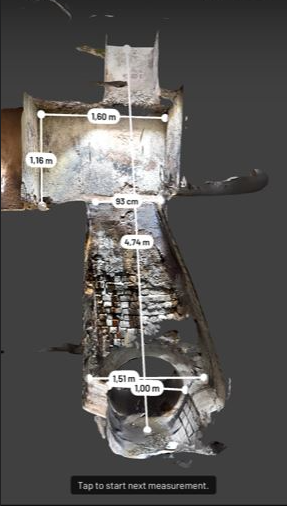 1,60 m
1,16 m
93 cm
4,74 m
1,51 m
1,00 m
Tap to start next measurement.